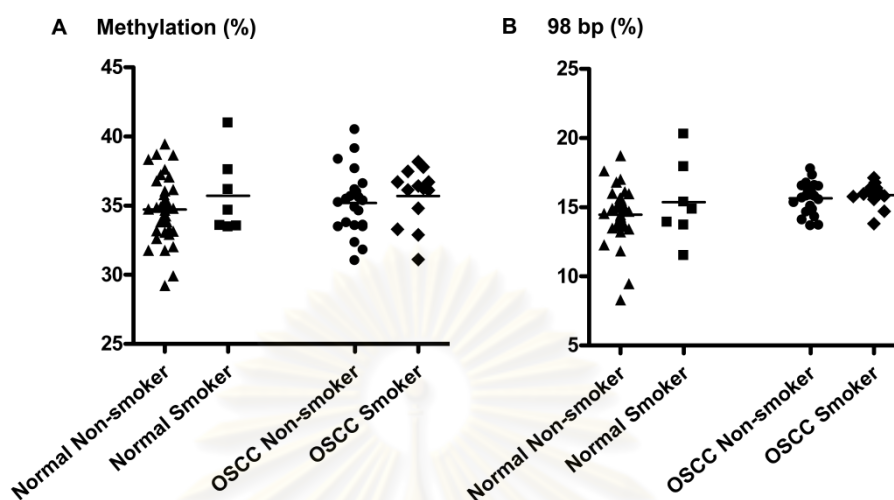 A Methylation (%)
45
40
35
30
25
Normal Non-smoker
Normal Smoker
OSCC Non-smoker
OSCC Smoker
B 98 bp (%)
25
20
15
10
5
Normal Non-smoker
Normal Smoker
OSCC Non-smoker
OSCC Smoker